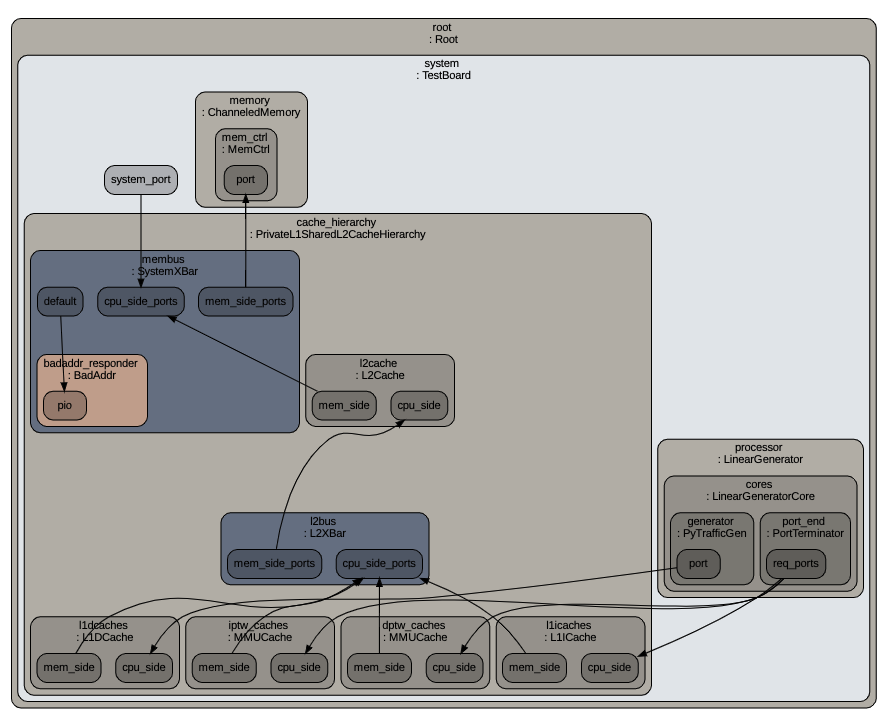 root
: Root
system
: TestBoard
memory
: ChanneledMemory
mem_ctrl
: MemCtrl
port
system_port
cache_hierarchy
: PrivateL1SharedL2CacheHierarchy
membus
: SystemXBar
default
cpu_side_ports
mem_side_ports
badaddr_responder
: BadAddr
pio
l2cache
: L2Cache
mem_side
cpu_side
processor
: LinearGenerator
cores
: LinearGeneratorCore
generator
: PyTrafficGen
port
port_end
: PortTerminator
req_ports
l2bus
: L2XBar
mem_side_ports
cpu_side_ports
l1dcaches
: L1DCache
mem_side
cpu_side
iptw_caches
: MMUCache
mem_side
cpu_side
dptw_caches
: MMUCache
mem_side
cpu_side
l1icaches
: L1ICache
mem_side
cpu_side